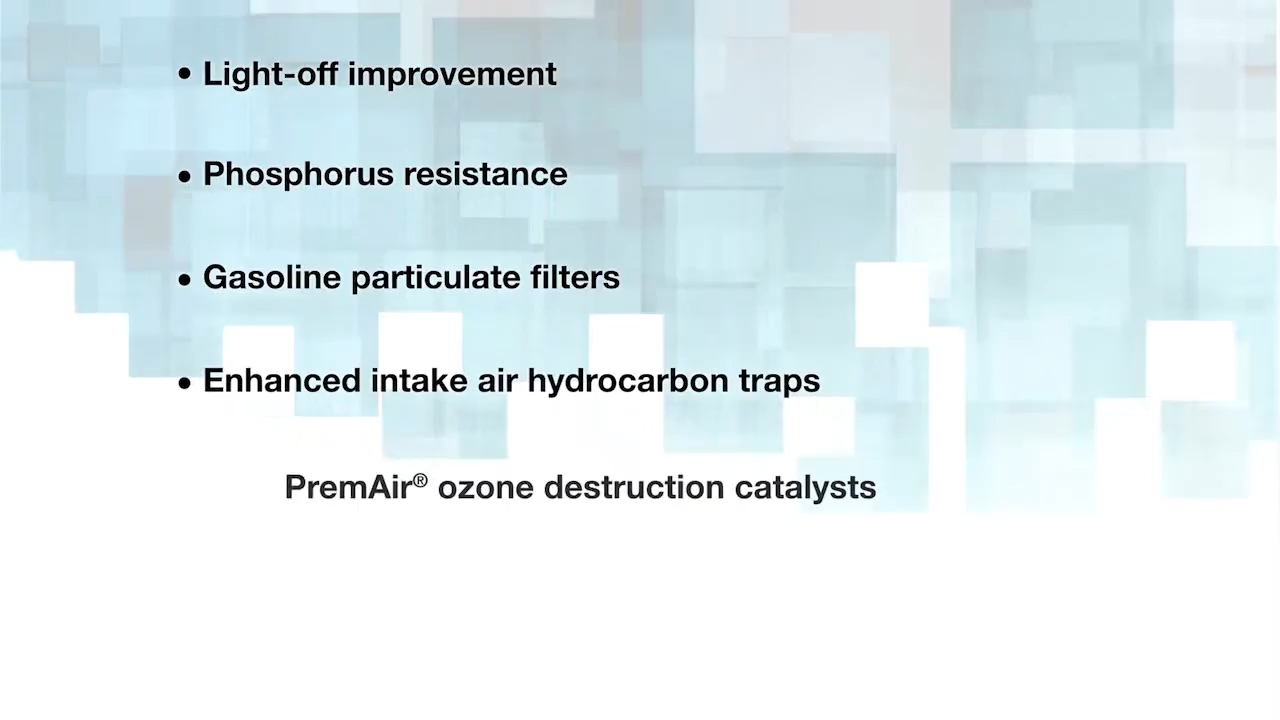 • Light-off improvement
• Phosphorus resistance
• Gasoline particulate filters
• Enhanced intake air hydrocarbon traps
PremAir® ozone destruction catalysts